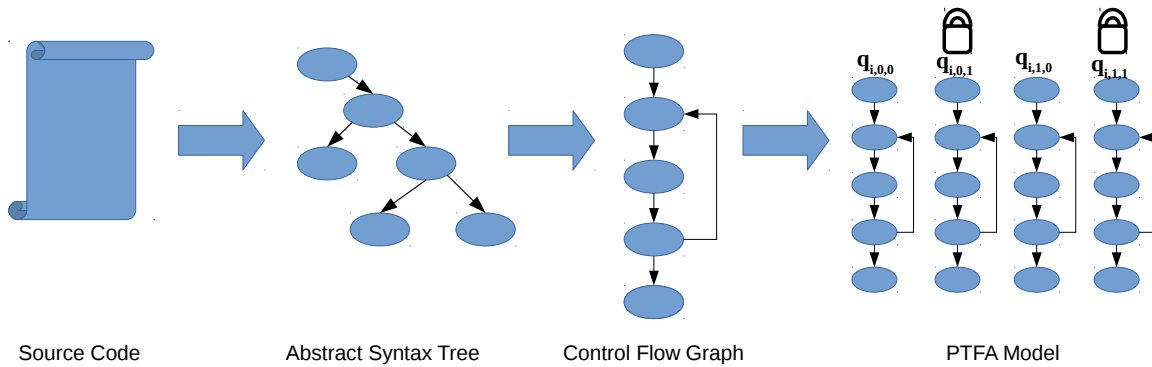 q_{i,0,0} q_{i,0,1} q_{i,1,0} q_{i,1,1}
Source Code Abstract Syntax Tree Control Flow Graph PTFA Model